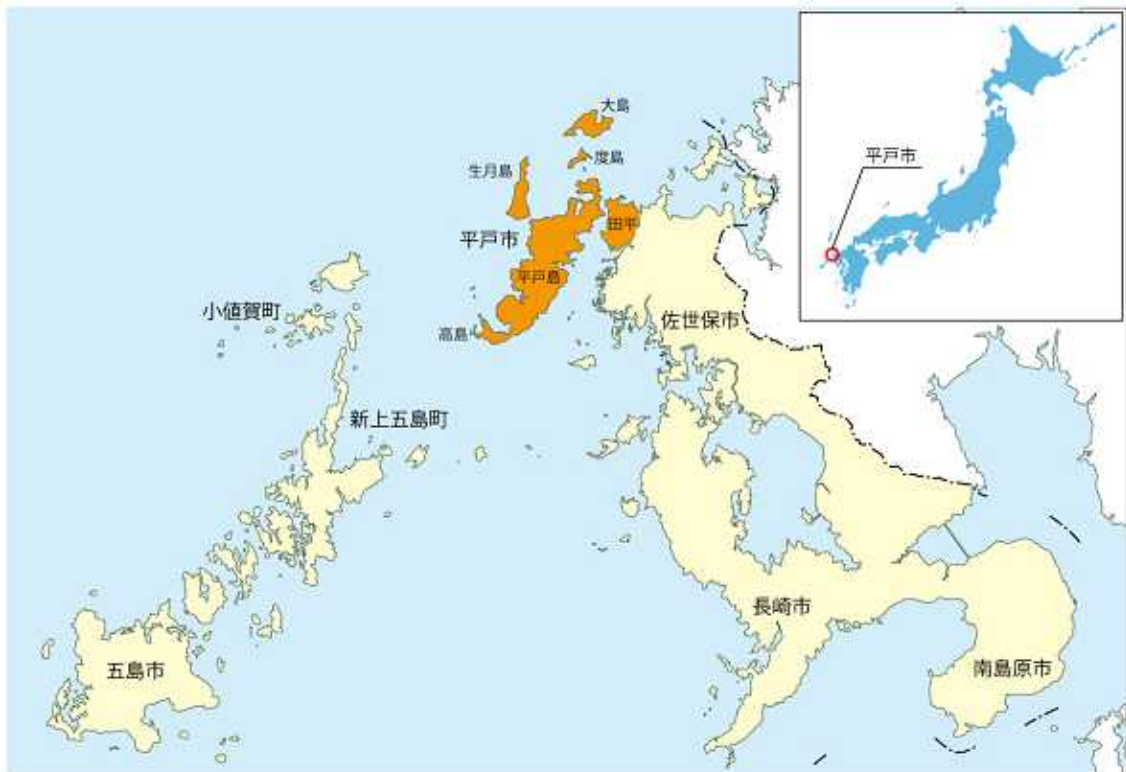 大島
度島
生月島
田平
平戸市
平戸島
高島
小値賀町
佐世保市
新上五島町
長崎市
五島市
南島原市
平戸市